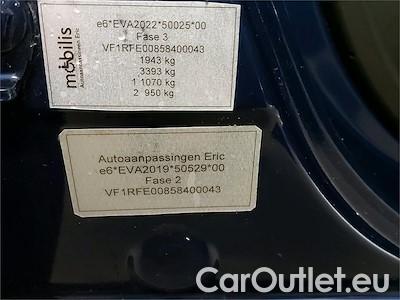 mobilis
Autoaanpassingen Eric
e6*EVA2022*50025*00
Fase 3
VF1RFE00858400043
1943 kg
3393 kg
1 1070 kg
2 950 kg
Autoaanpassingen Eric
e6*EVA2019*50529*00
Fase 2
VF1RFE00858400043
CarOutlet.eu